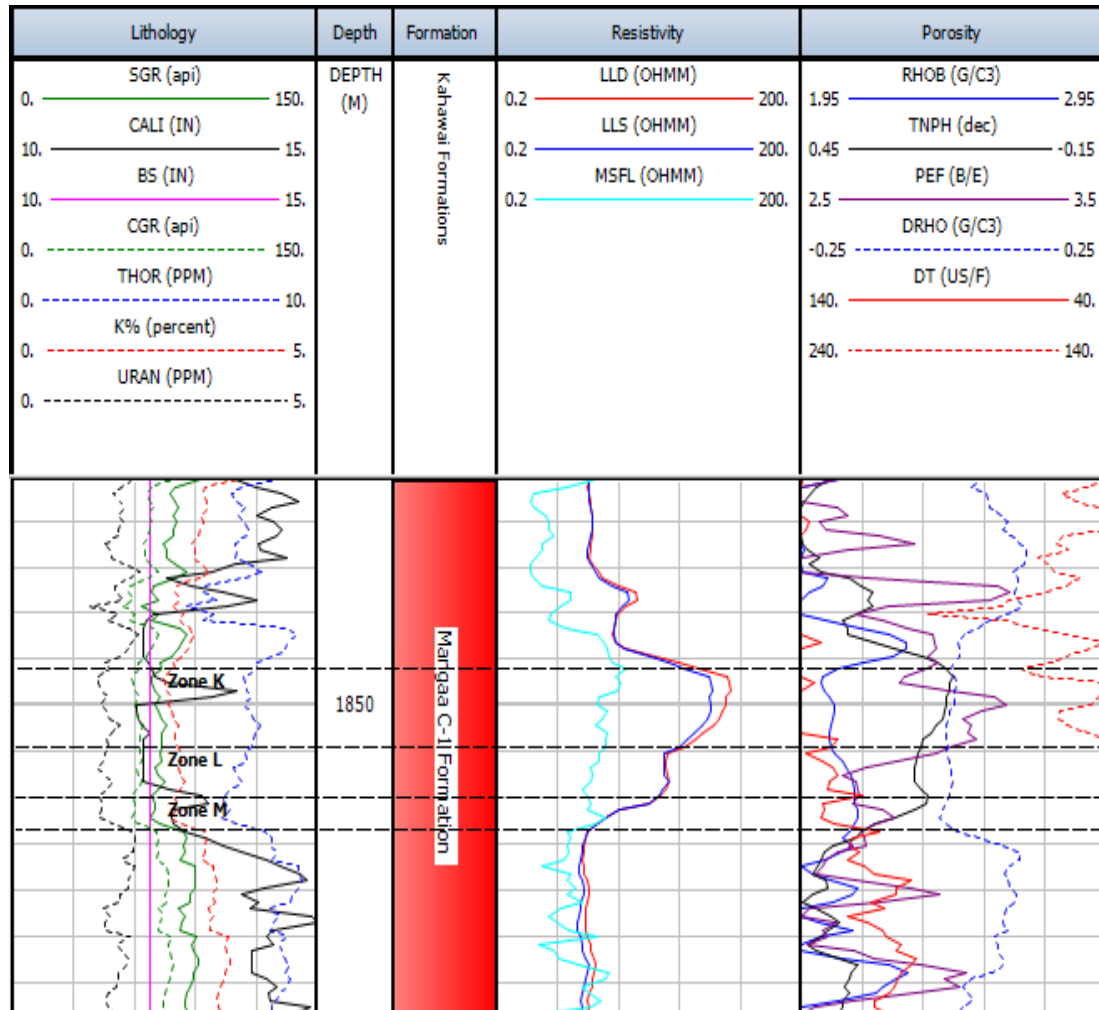 Lithology
Depth
Formation
Resistivity
Porosity
SGR (api)
0. 150.
CALI (IN)
10. 15.
BS (IN)
10. 15.
CGR (api)
0. 150.
THOR (PPM)
0. 10.
K% (percent)
0. 5.
URAN (PPM)
0. 5.
DEPTH
(M)
Kahawai Formations
LLD (OHMM)
0.2 200.
LLS (OHMM)
0.2 200.
MSFL (OHMM)
0.2 200.
RHOB (G/C3)
1.95 2.95
TNPH (dec)
0.45 -0.15
PEF (B/E)
2.5 3.5
DRHO (G/C3)
-0.25 0.25
DT (US/F)
140. 40.
240. 140.
Zone K
Zone L
Zone M
1850
Mangaa C-1 Formation